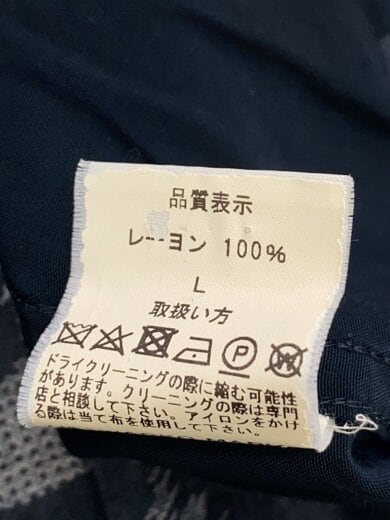 品質表示
レーヨン 100%
L
取扱い方
P
ドライクリーニングの際に縮む可能性
があります。クリーニングの際は専門
店と相談して下さい。アイロンをかけ
る際は当て布を使用して下さい。